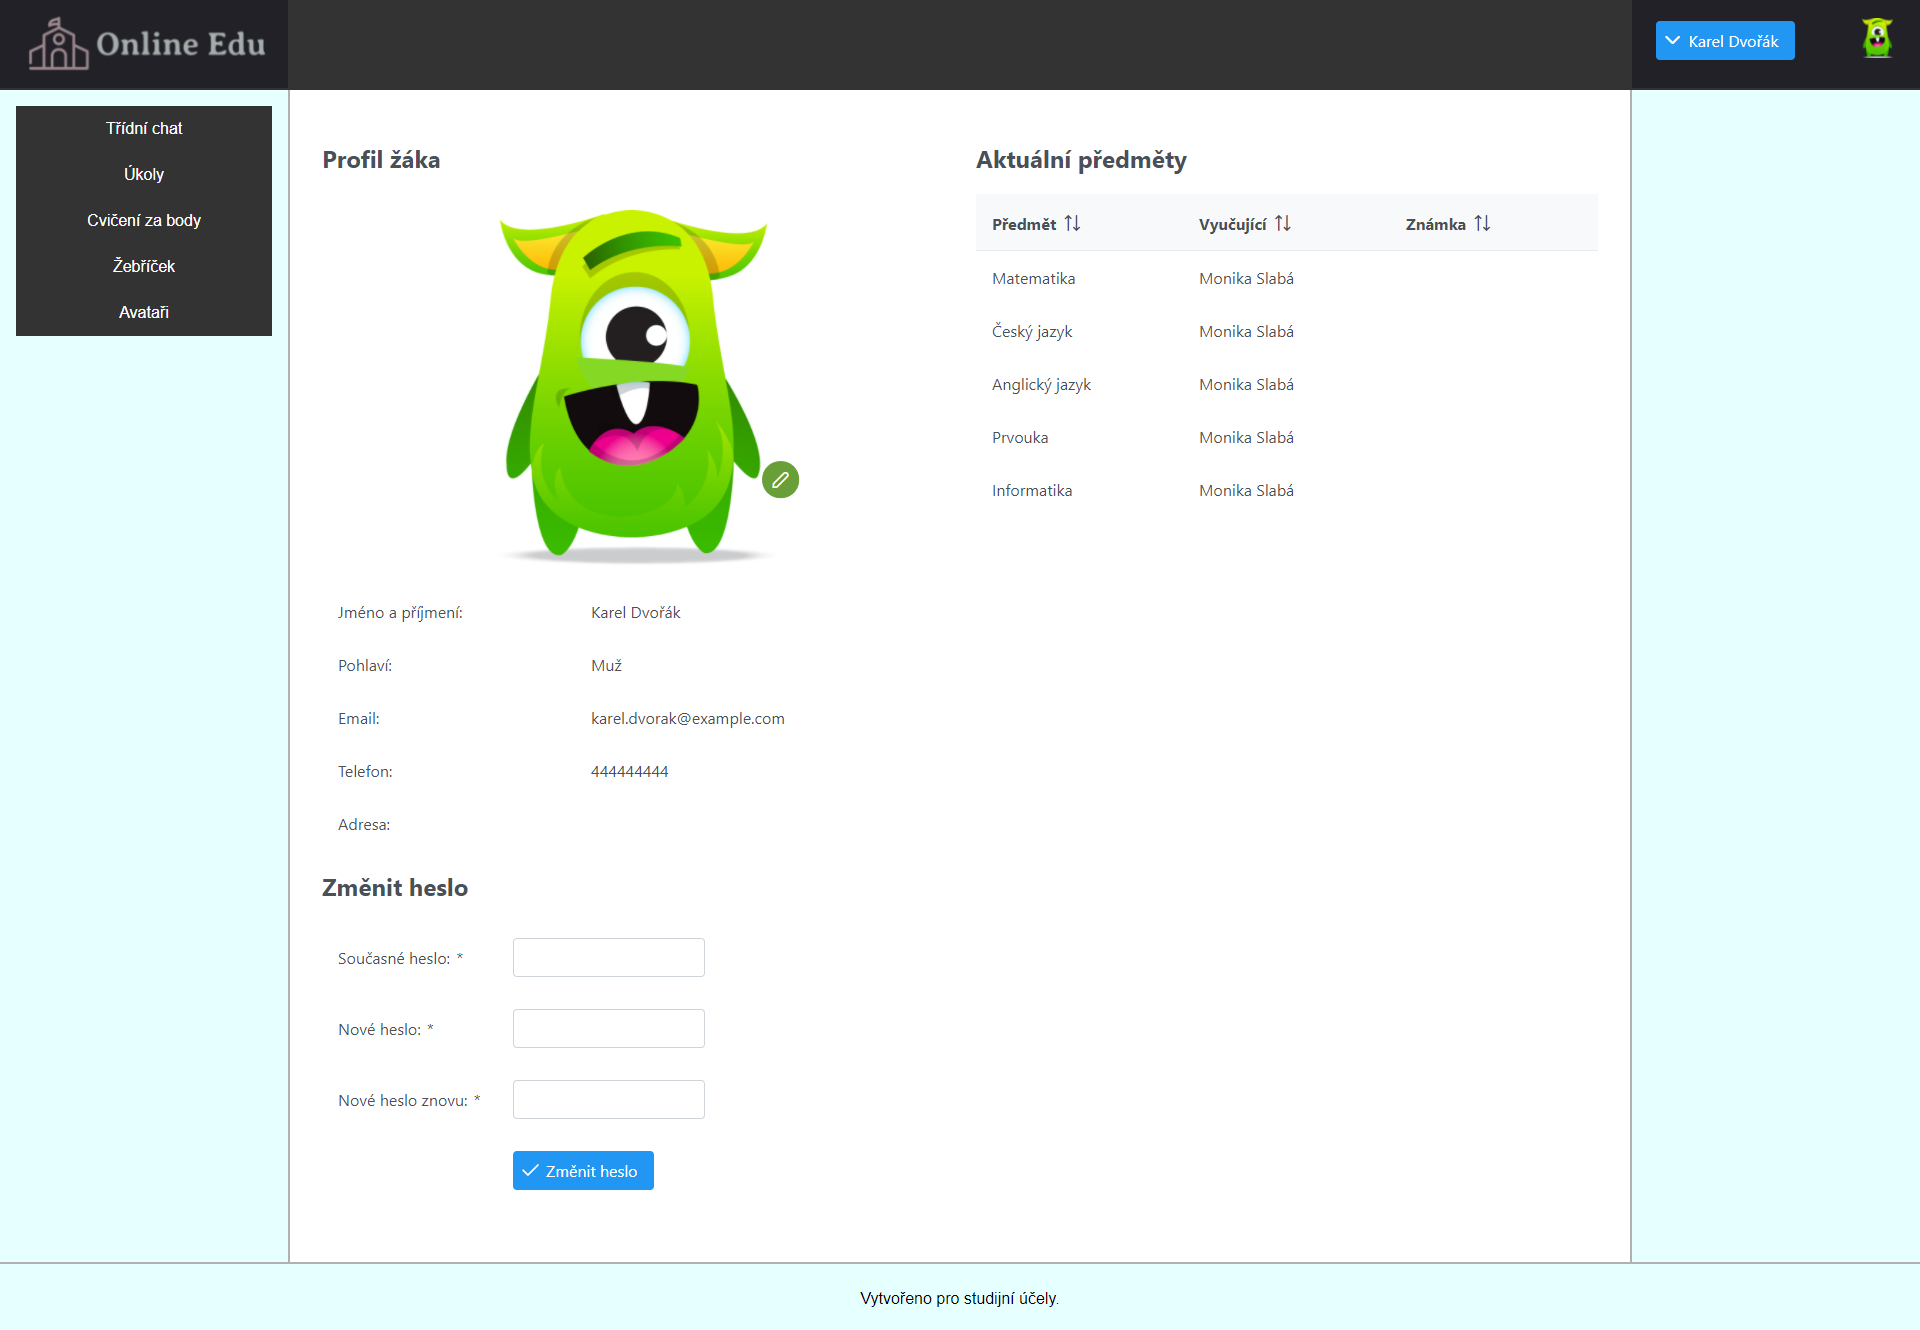 Online Edu
Karel Dvořák
Třídní chat
Úkoly
Cvičení za body
Žebříček
Avataři
Profil žáka
Jméno a příjmení: Karel Dvořák
Pohlaví: Muž
Email: karel.dvorak@example.com
Telefon: 444444444
Adresa:
Změnit heslo
Současné heslo: *
Nové heslo: *
Nové heslo znovu: *
Změnit heslo
Aktuální předměty
Předmět Vyučující Známka
Matematika Monika Slabá
Český jazyk Monika Slabá
Anglický jazyk Monika Slabá
Prvouka Monika Slabá
Informatika Monika Slabá
Vytvořeno pro studijní účely.